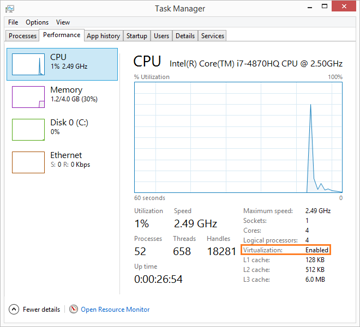 Task Manager
File Options View
Processes Performance App history Startup Users Details Services
CPU
1% 2.49 GHz
Memory
1.2/4.0 GB (30%)
Disk 0 (C:)
0%
Ethernet
S: 0 R: 0 Kbps
CPU Intel(R) Core(TM) i7-4870HQ CPU @ 2.50GHz
% Utilization 100%
60 seconds 0
Utilization Speed
1% 2.49 GHz
Processes Threads Handles
52 658 18281
Up time
0:00:26:54
Maximum speed: 2.49 GHz
Sockets: 1
Cores: 4
Logical processors: 4
Virtualization: Enabled
L1 cache: 128 KB
L2 cache: 512 KB
L3 cache: 6.0 MB
Fewer details Open Resource Monitor